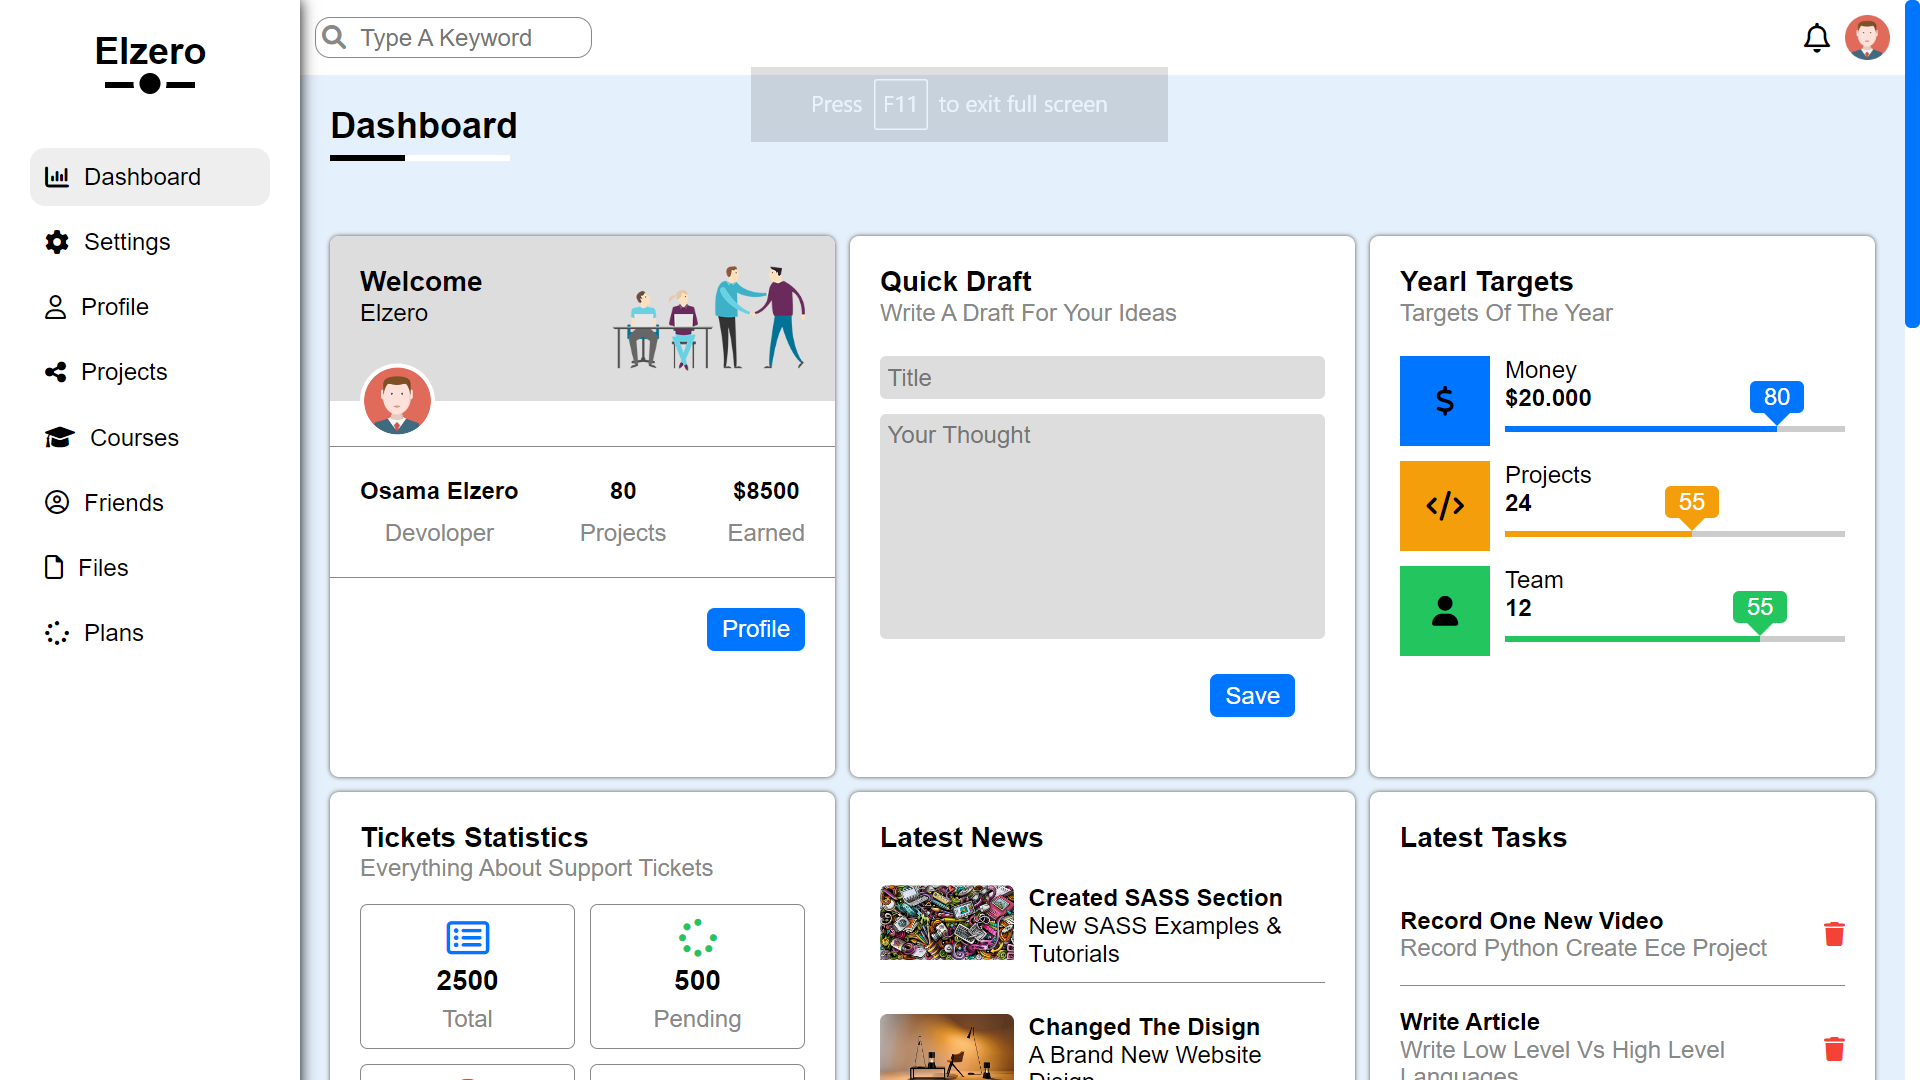 Elzero
Dashboard
Settings
Profile
Projects
Courses
Friends
Files
Plans
Type A Keyword
Press F11 to exit full screen
Dashboard
Welcome
Elzero
Osama Elzero
Devoloper
80
Projects
$8500
Earned
Profile
Quick Draft
Write A Draft For Your Ideas
Title
Your Thought
Save
Yearl Targets
Targets Of The Year
Money
$20.000
80
Projects
24
55
Team
12
55
Tickets Statistics
Everything About Support Tickets
2500
Total
500
Pending
Latest News
Created SASS Section
New SASS Examples &
Tutorials
Changed The Disign
A Brand New Website
Disign
Latest Tasks
Record One New Video
Record Python Create Ece Project
Write Article
Write Low Level Vs High Level
Languages